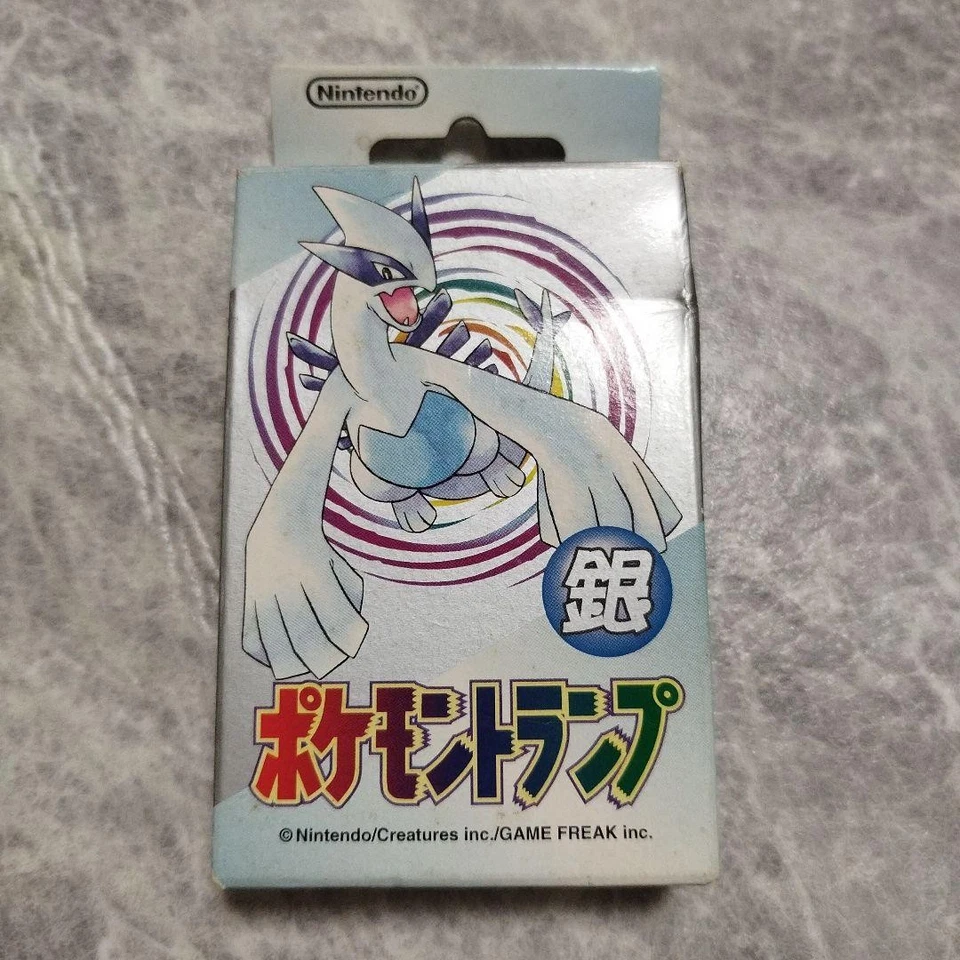 Nintendo®
銀
ポケモントランプ
©Nintendo/Creatures inc./GAME FREAK inc.